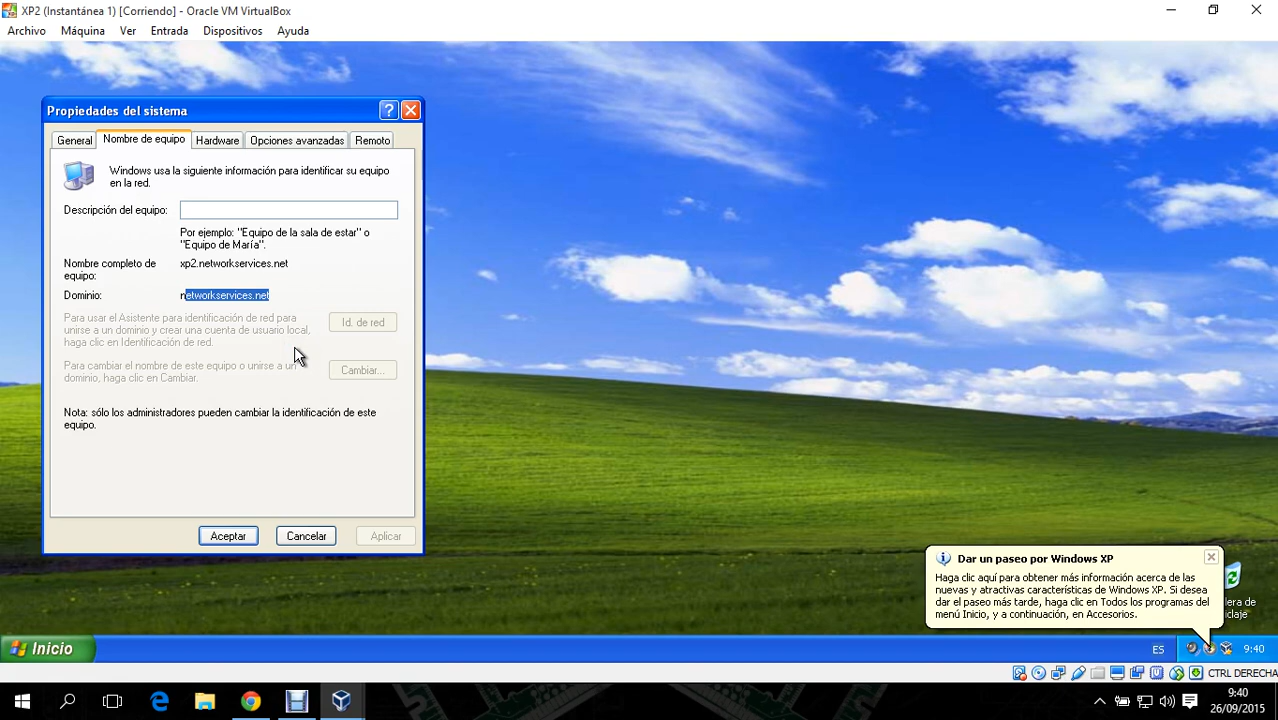 XP2 (Instantánea 1) [Corriendo] - Oracle VM VirtualBox
Archivo Máquina Ver Entrada Dispositivos Ayuda
Propiedades del sistema
General Nombre de equipo Hardware Opciones avanzadas Remoto
Windows usa la siguiente información para identificar su equipo
en la red.
Descripción del equipo:
Por ejemplo: "Equipo de la sala de estar" o
"Equipo de María".
Nombre completo de
equipo:
xp2.networkservices.net
Dominio: networkservices.net
Para usar el Asistente para identificación de red para
unirse a un dominio y crear una cuenta de usuario local,
haga clic en Identificación de red.
Id. de red
Para cambiar el nombre de este equipo o unirse a un
dominio, haga clic en Cambiar.
Cambiar...
Nota: sólo los administradores pueden cambiar la identificación de este
equipo.
Aceptar Cancelar Aplicar
Dar un paseo por Windows XP
Haga clic aquí para obtener más información acerca de las
nuevas y atractivas características de Windows XP. Si desea
dar el paseo más tarde, haga clic en Todos los programas del
menú Inicio, y a continuación, en Accesorios.
lera de
iclaje
Inicio
ES
9:40
CTRL DERECHA
9:40
26/09/2015